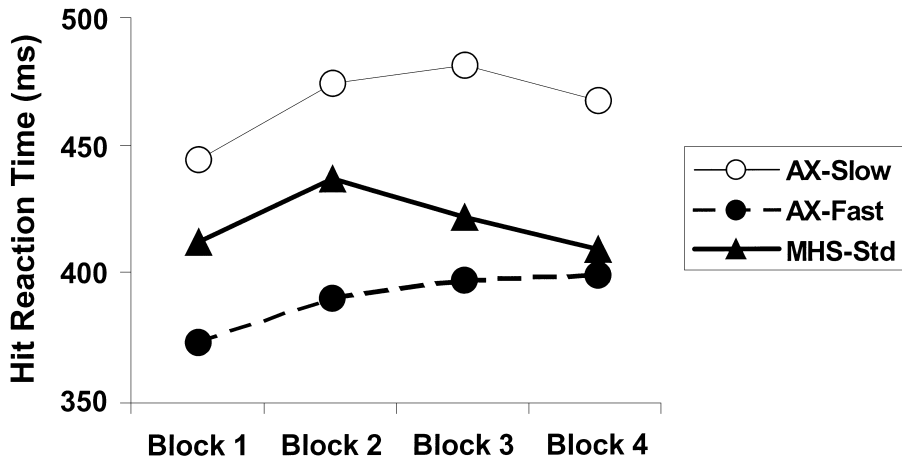 Hit Reaction Time (ms)
500
450
400
350
Block 1 Block 2 Block 3 Block 4
AX-Slow
AX-Fast
MHS-Std